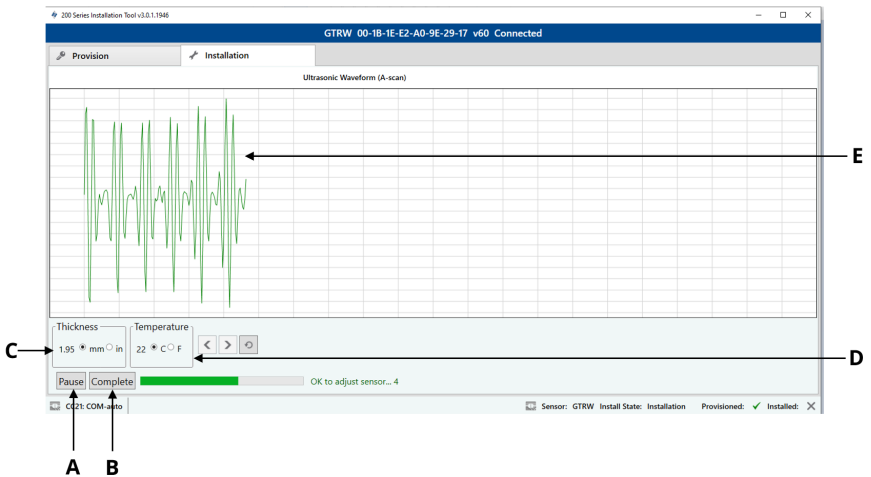 200 Series Installation Tool v3.0.1.1946
GTRW 00-1B-1E-E2-A0-9E-29-17 v60 Connected
Provision Installation
Ultrasonic Waveform (A-scan)
E
Thickness Temperature
1.95 mm in 22 C F
C
D
Pause Complete OK to adjust sensor... 4
CC21: COM-auto Sensor: GTRW Install State: Installation Provisioned: Installed:
A B